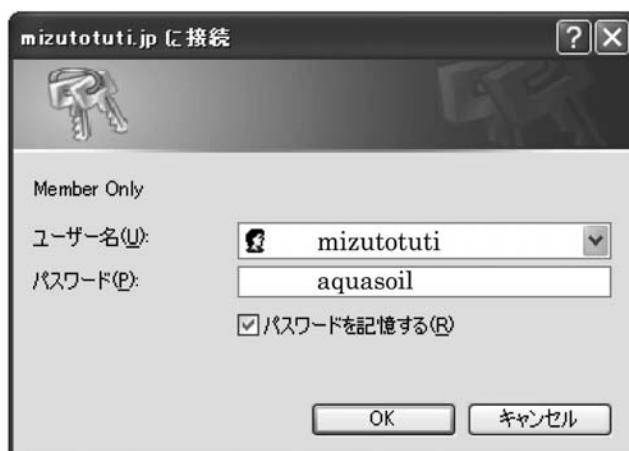 mizutotuti.jp に接続
Member Only
ユーザー名(U): mizutotuti
パスワード(P): aquasoil
パスワードを記憶する(R)
OK キャンセル